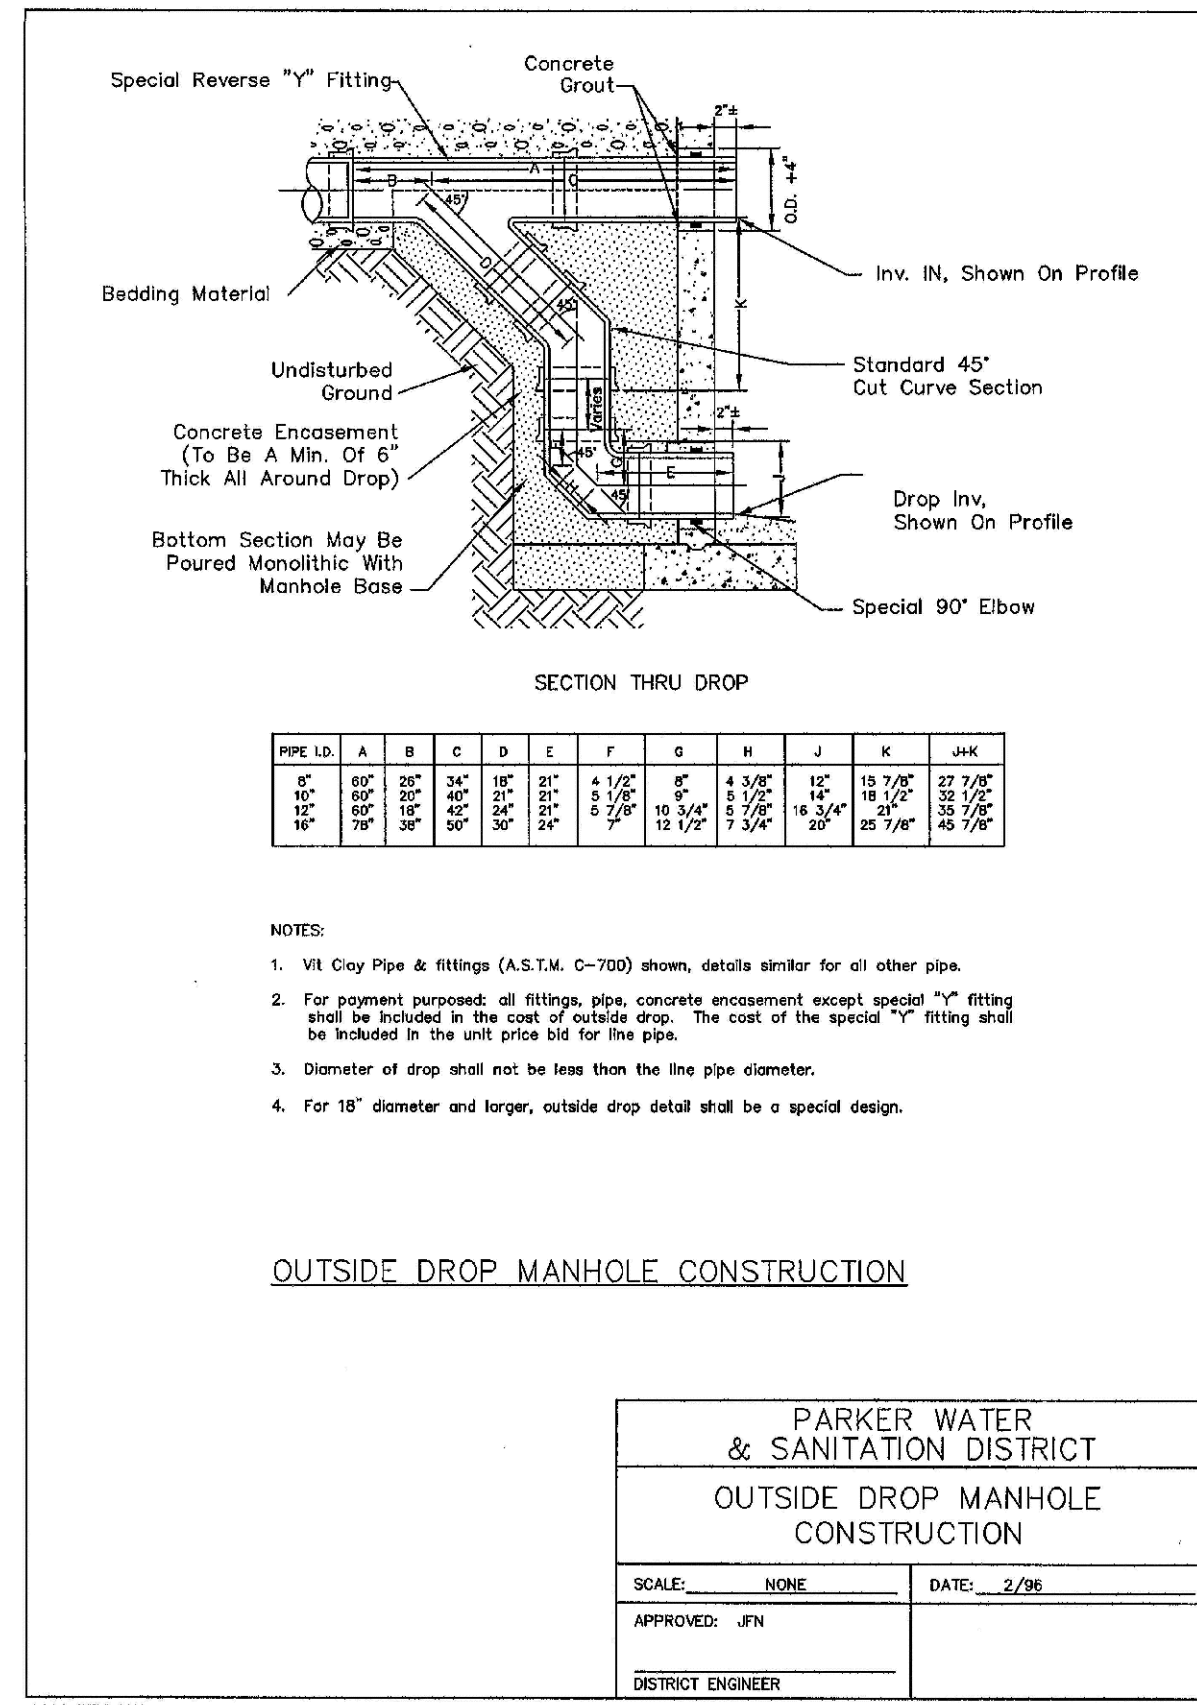 Special Reverse "Y" Fitting
Concrete
Grout
2"±
O.D. +4"
A
B
C
45°
D
Inv. IN, Shown On Profile
Bedding Material
K
45°
Undisturbed
Ground
Standard 45°
Cut Curve Section
Varies
2"±
Concrete Encasement
(To Be A Min. Of 6"
Thick All Around Drop)
45°
G
E
J
H
45°
Drop Inv,
Shown On Profile
Bottom Section May Be
Poured Monolithic With
Manhole Base
Special 90° Elbow
SECTION THRU DROP
PIPE I.D. A B C D E F G H J K J+K
8" 60" 26" 34" 18" 21" 4 1/2" 8" 4 3/8" 12" 15 7/8" 27 7/8"
10" 60" 20" 40" 21" 21" 5 1/8" 9" 5 1/2" 14" 18 1/2" 32 1/2"
12" 60" 18" 42" 24" 21" 5 7/8" 10 3/4" 5 7/8" 16 3/4" 21" 35 7/8"
16" 78" 38" 50" 30" 24" 7" 12 1/2" 7 3/4" 20" 25 7/8" 45 7/8"
NOTES:
1. Vit Clay Pipe & fittings (A.S.T.M. C-700) shown, details similar for all other pipe.
2. For payment purposed: all fittings, pipe, concrete encasement except special "Y" fitting
shall be included in the cost of outside drop. The cost of the special "Y" fitting shall
be included in the unit price bid for line pipe.
3. Diameter of drop shall not be less than the line pipe diameter.
4. For 18" diameter and larger, outside drop detail shall be a special design.
OUTSIDE DROP MANHOLE CONSTRUCTION
PARKER WATER
& SANITATION DISTRICT
OUTSIDE DROP MANHOLE
CONSTRUCTION
SCALE: NONE
DATE: 2/96
APPROVED: JFN
DISTRICT ENGINEER